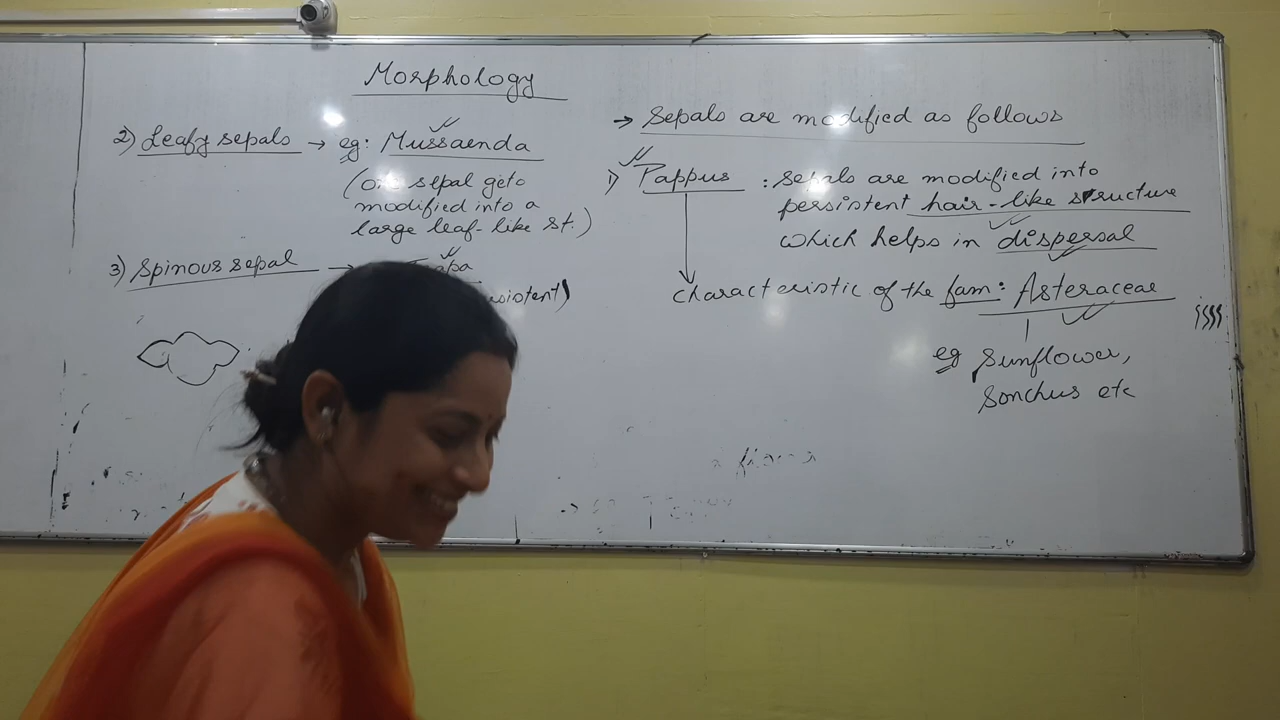 Morphology
2) Leafy sepals → eg: Mussaenda
(one sepal gets
modified into a
large leaf-like st.)
3) Spinous sepal →
→ Sepals are modified as follows
1) Pappus : Sepals are modified into
persistent hair-like structure
which helps in dispersal
Characteristic of the fam: Asteraceae
eg Sunflower,
Sonchus etc